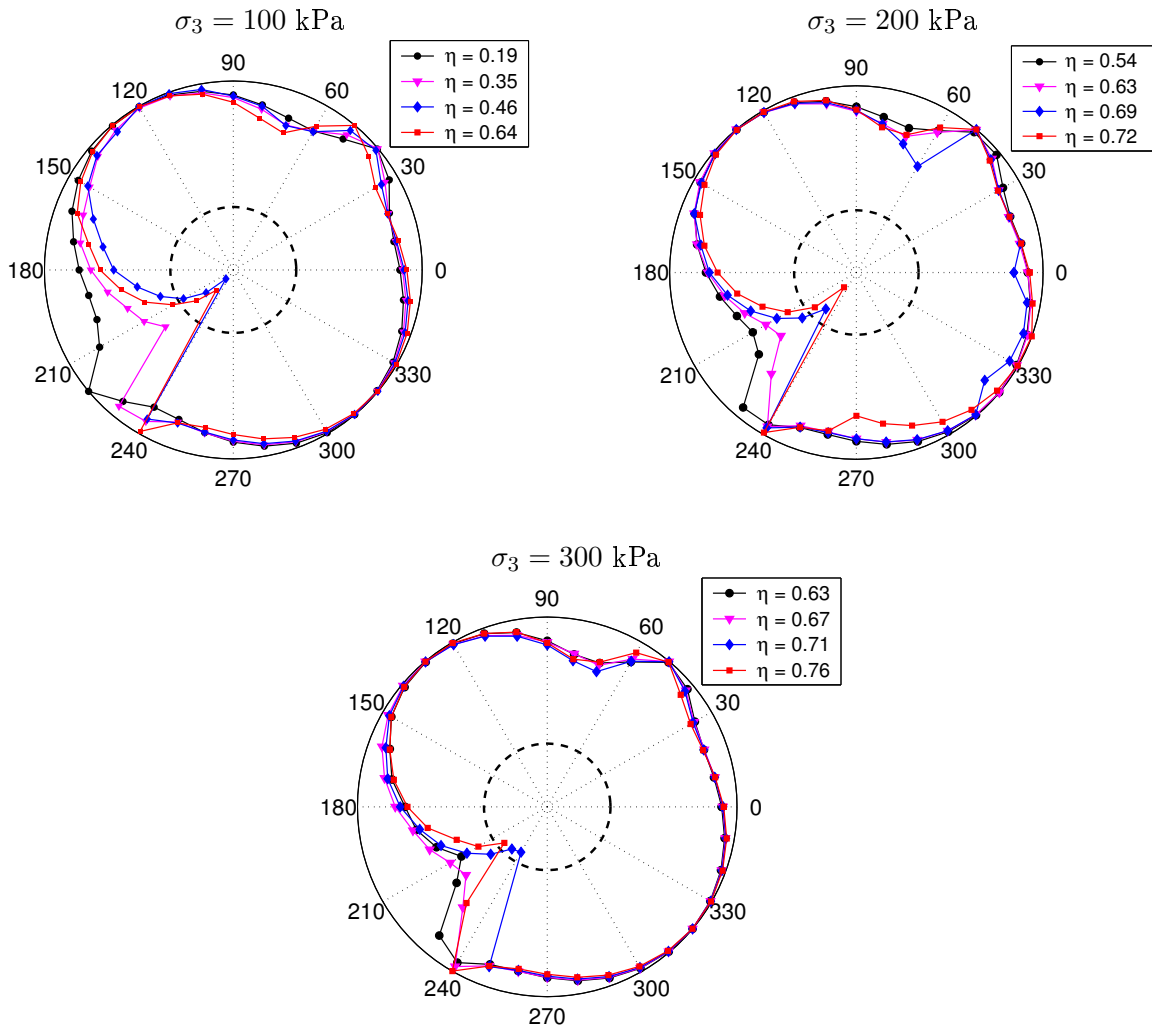 σ₃ = 100 kPa
η = 0.19
η = 0.35
η = 0.46
η = 0.64
90
120
60
150
30
180
0
210
330
240
300
270
σ₃ = 200 kPa
η = 0.54
η = 0.63
η = 0.69
η = 0.72
90
120
60
150
30
180
0
210
330
240
300
270
σ₃ = 300 kPa
η = 0.63
η = 0.67
η = 0.71
η = 0.76
90
120
60
150
30
180
0
210
330
240
300
270